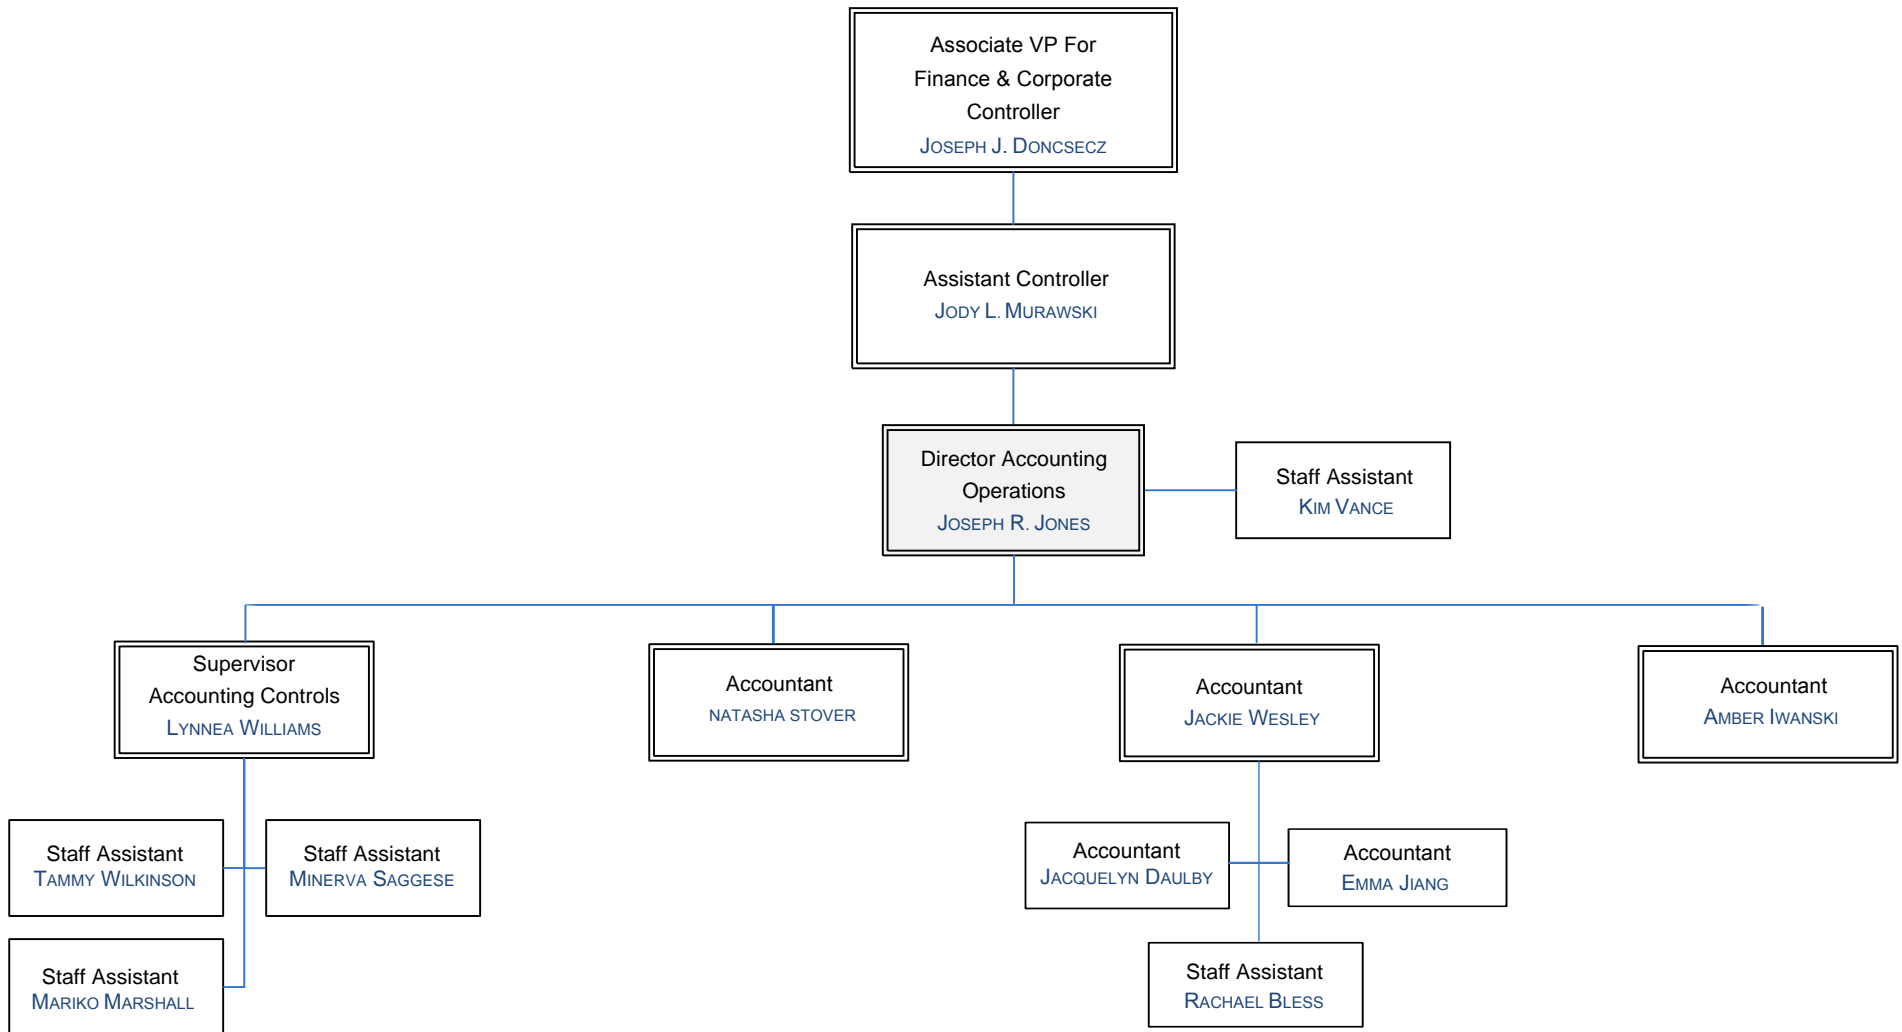 Associate VP For
Finance & Corporate
Controller
JOSEPH J. DONCSECZ
Assistant Controller
JODY L. MURAWSKI
Director Accounting
Operations
JOSEPH R. JONES
Staff Assistant
KIM VANCE
Supervisor
Accounting Controls
LYNNEA WILLIAMS
Accountant
NATASHA STOVER
Accountant
JACKIE WESLEY
Accountant
AMBER IWANSKI
Staff Assistant
TAMMY WILKINSON
Staff Assistant
MINERVA SAGGESE
Accountant
JACQUELYN DAULBY
Accountant
EMMA JIANG
Staff Assistant
MARIKO MARSHALL
Staff Assistant
RACHAEL BLESS